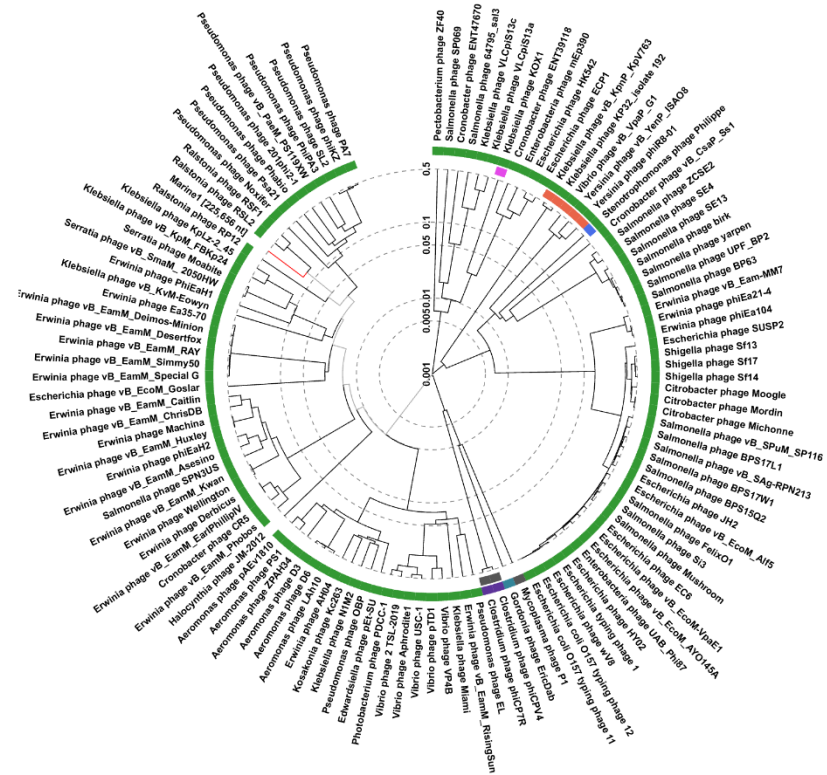 Pectobacterium phage ZF40
Salmonella phage SP069
Cronobacter phage ENT47670
Salmonella phage 64795_sal3
Klebsiella phage VLCpiS13c
Klebsiella phage VLCpiS13a
Klebsiella phage KOX1
Cronobacter phage ENT39118
Enterobacteria phage mEp390
Escherichia phage HK542
Escherichia phage ECP1
Klebsiella phage vB_KpnP_KpV763
Klebsiella phage KP32_isolate 192
Vibrio phage vB_VpaP_G1
Yersinia phage vB_YenP_ISAO8
Yersinia phage phiR8-01
Stenotrophomonas phage Philippe
Cronobacter phage vB_CsaP_Ss1
Salmonella phage ZCSE2
Salmonella phage SE4
Salmonella phage SE13
Salmonella phage birk
Salmonella phage yarpen
Salmonella phage UPF_BP2
Salmonella phage BP63
Erwinia phage vB_Eam-MM7
Erwinia phage phiEa21-4
Erwinia phage phiEa104
Escherichia phage SUSP2
Shigella phage Sf13
Shigella phage Sf17
Shigella phage Sf14
Citrobacter phage Moogle
Citrobacter phage Mordin
Citrobacter phage Michonne
Salmonella phage vB_SPuM_SP116
Salmonella phage BPS17L1
Salmonella phage vB_SAg-RPN213
Salmonella phage BPS17W1
Salmonella phage BPS15Q2
Escherichia phage JH2
Escherichia phage vB_EcoM_Alf5
Salmonella phage FelixO1
Salmonella phage Si3
Salmonella phage Mushroom
Escherichia phage EC6
Escherichia phage vB_EcoM-VpaE1
Escherichia phage vB_EcoM_AYO145A
Enterobacteria phage UAB_Phi87
Escherichia phage HY02
Escherichia phage wV8
Escherichia typing phage 1
Escherichia coli O157 typing phage 12
Escherichia coli O157 typing phage 11
Mycoplasma phage P1
Gordonia phage EricDab
Clostridium phage phiCPV4
Clostridium phage phiCP7R
Pseudomonas phage EL
Erwinia phage vB_EamM_RisingSun
Klebsiella phage Miami
Vibrio phage VP4B
Vibrio phage pTD1
Vibrio phage USC-1
Vibrio phage Aphrodite1
Vibrio phage 2 TSL-2019
Photobacterium phage PDCC-1
Edwardsiella phage pEt-SU
Pseudomonas phage OBP
Klebsiella phage N1M2
Kosakonia phage Kc263
Erwinia phage AH04
Aeromonas phage LAh10
Aeromonas phage D6
Aeromonas phage D3
Aeromonas phage ZPAH34
Aeromonas phage PS1
Aeromonas phage pAEv1810
Halocynthia phage JM-2012
Erwinia phage vB_EamM_Phobos
Cronobacter phage CR5
Erwinia phage vB_EamM_EarlPhillipIV
Erwinia phage Derbicus
Erwinia phage Wellington
Erwinia phage vB_EamM_Kwan
Salmonella phage SPN3US
Erwinia phage vB_EamM_Asesino
Erwinia phage phiEaH2
Erwinia phage vB_EamM_Huxley
Erwinia phage Machina
Erwinia phage vB_EamM_ChrisDB
Erwinia phage vB_EamM_Caitlin
Escherichia phage vB_EcoM_Goslar
Erwinia phage vB_EamM_Special G
Erwinia phage vB_EamM_Simmy50
Erwinia phage vB_EamM_RAY
Erwinia phage vB_EamM_Desertfox
Erwinia phage vB_EamM_Deimos-Minion
Erwinia phage Ea35-70
Klebsiella phage vB_KvM-Eowyn
Erwinia phage PhiEaH1
Serratia phage vB_SmaM_ 2050HW
Serratia phage Moabite
Klebsiella phage vB_KpM_FBKp24
Klebsiella phage KpLz-2_45
Ralstonia phage RP12
Marine1 [225,656 nt]
Ralstonia phage RSL2
Ralstonia phage RSF1
Pseudomonas phage Noxifer
Pseudomonas phage Psa21
Pseudomonas phage Phabio
Pseudomonas phage 201phi2-1
Pseudomonas phage vB_PaeM_PS119XW
Pseudomonas phage PhiPA3
Pseudomonas phage SL2
Pseudomonas phage phiKZ
Pseudomonas phage PA7
0.5
0.1
0.05
0.01
0.005
0.001